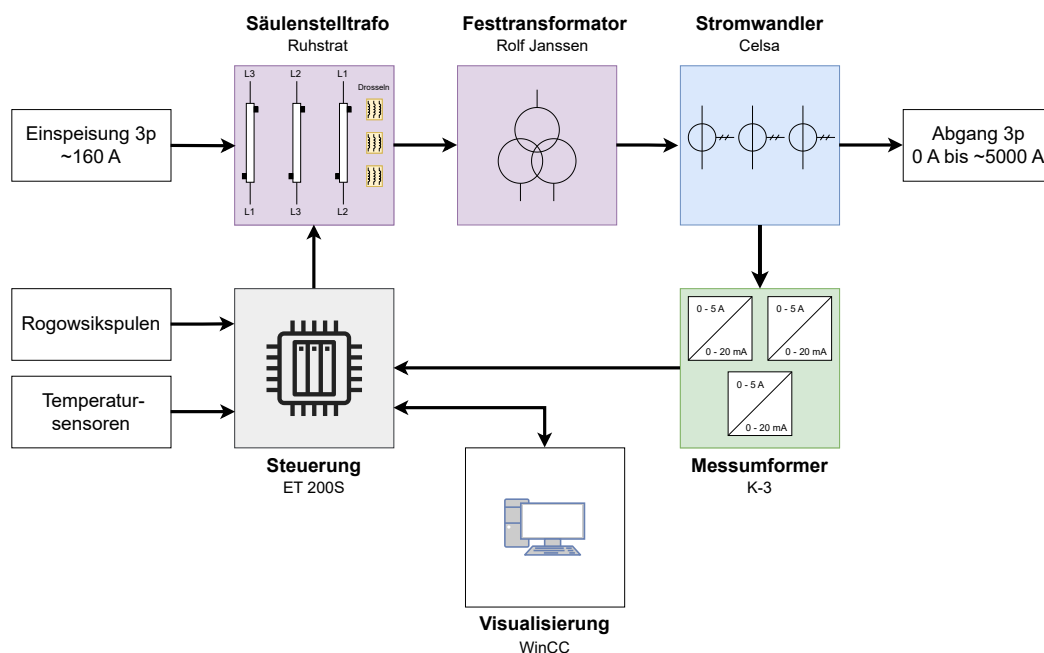 Säulenstelltrafo
Ruhstrat
Festtransformator
Rolf Janssen
Stromwandler
Celsa
L3
L2
L1
Drosseln
L1
L3
L2
Einspeisung 3p
~160 A
Abgang 3p
0 A bis ~5000 A
Rogowsikspulen
Temperatur-
sensoren
0 - 5 A
0 - 20 mA
0 - 5 A
0 - 20 mA
0 - 5 A
0 - 20 mA
Steuerung
ET 200S
Messumformer
K-3
Visualisierung
WinCC